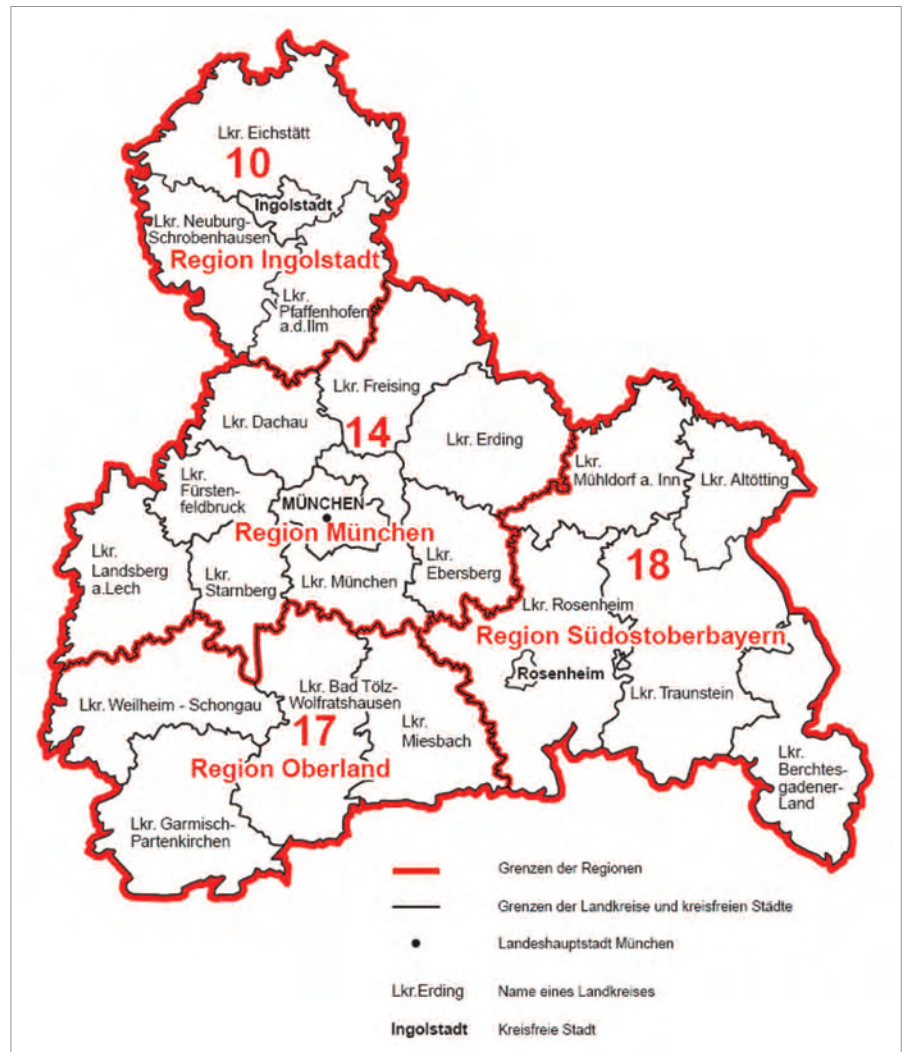 Lkr. Eichstätt
10
Ingolstadt
Lkr. Neuburg-
Schrobenhausen
Region Ingolstadt
Lkr.
Pfaffenhofen
a.d.Ilm
Lkr. Freising
Lkr. Dachau
14
Lkr. Erding
Lkr.
Mühldorf a. Inn
Lkr. Altötting
Lkr.
Fürsten-
feldbruck
MÜNCHEN
Region München
Lkr.
Landsberg
a.Lech
Lkr.
Starnberg
Lkr. München
Lkr.
Ebersberg
18
Lkr. Rosenheim
Region Südostoberbayern
Rosenheim
Lkr. Traunstein
Lkr. Weilheim - Schongau
Lkr. Bad Tölz-
Wolfratshausen
17
Lkr.
Miesbach
Region Oberland
Lkr.
Berchtes-
gadener-
Land
Lkr. Garmisch-
Partenkirchen
Grenzen der Regionen
Grenzen der Landkreise und kreisfreien Städte
Landeshauptstadt München
Lkr.Erding Name eines Landkreises
Ingolstadt Kreisfreie Stadt